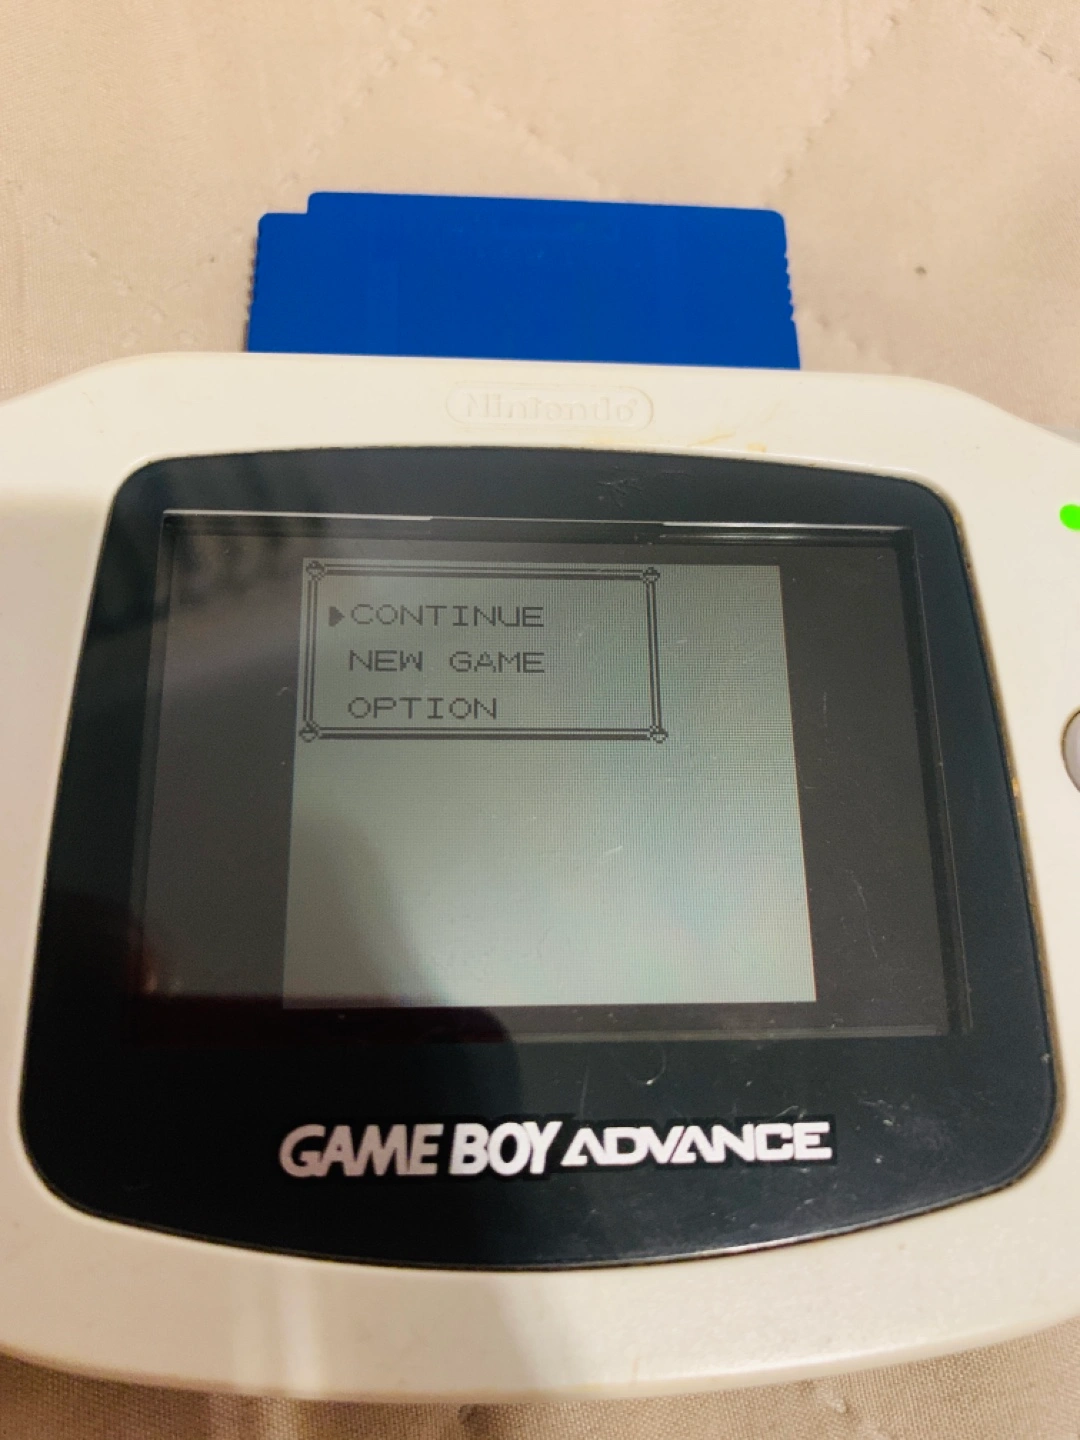 Nintendo
CONTINUE
NEW GAME
OPTION
GAME BOY ADVANCE